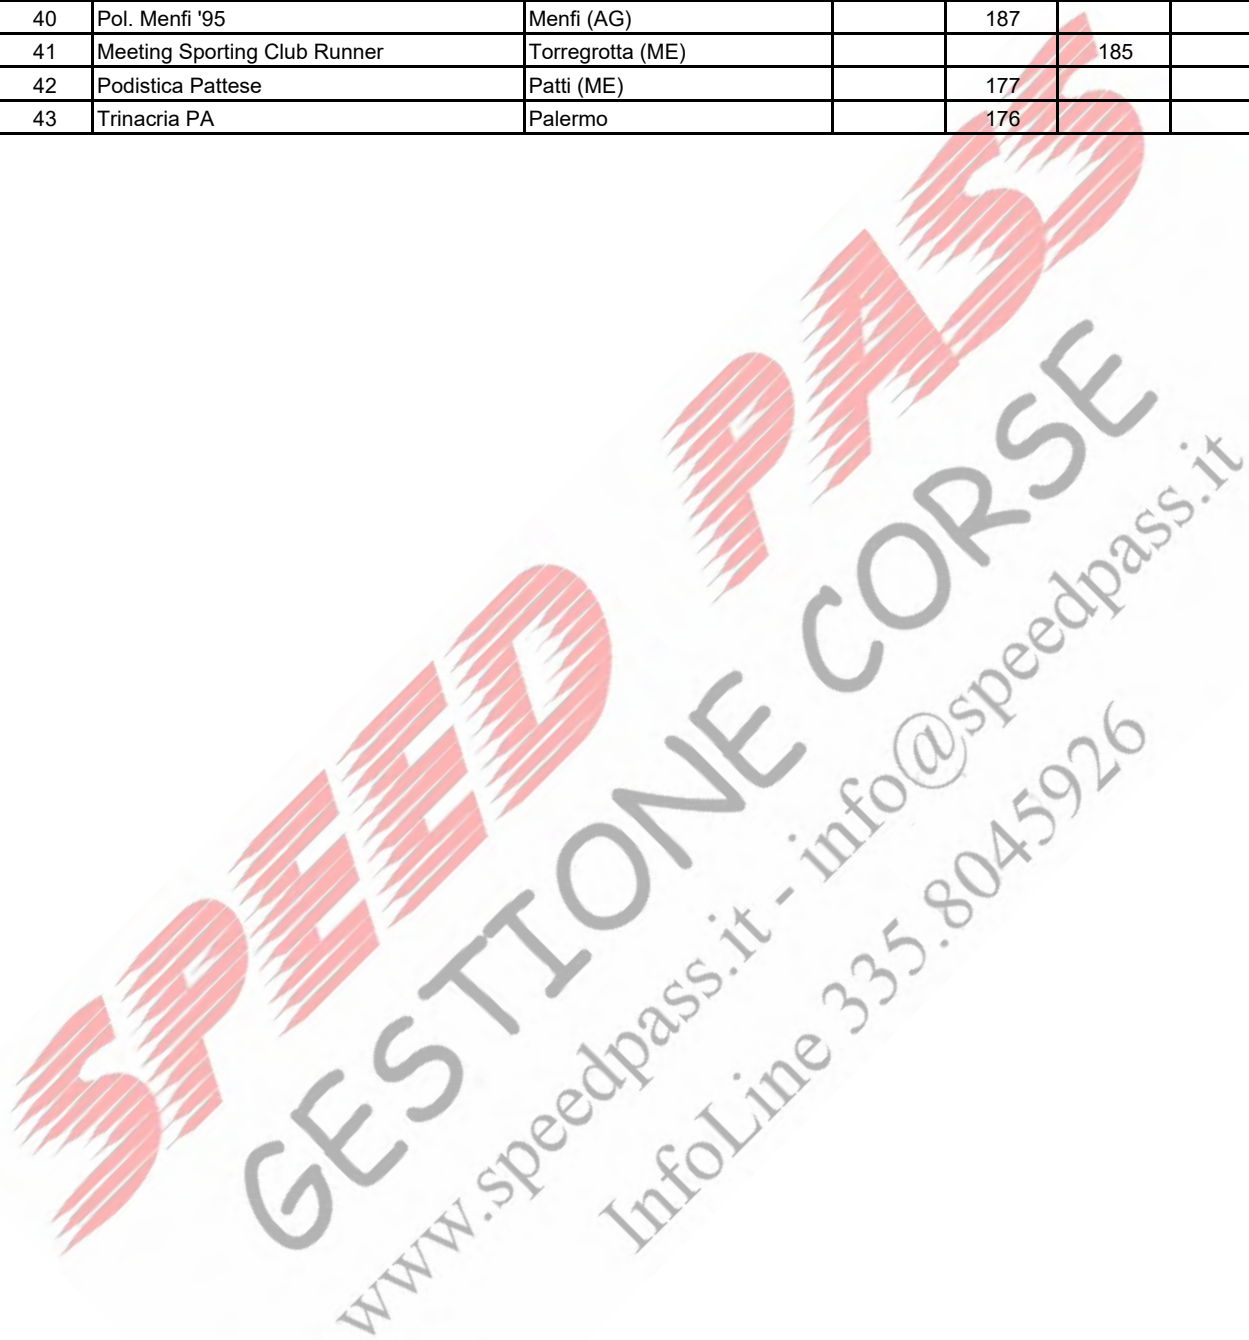 40 Pol. Menfi '95 Menfi (AG) 187
41 Meeting Sporting Club Runner Torregrotta (ME) 185
42 Podistica Pattese Patti (ME) 177
43 Trinacria PA Palermo 176
SPEED PASS
GESTIONE CORSE
www.speedpass.it - info@speedpass.it
InfoLine 335.8045926